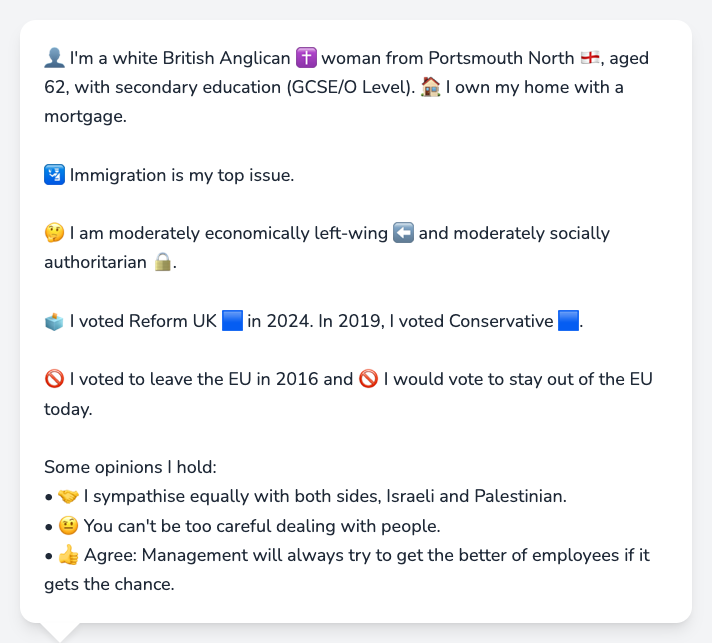 👤 I'm a white British Anglican ✝️ woman from Portsmouth North 🏴󠁧󠁢󠁥󠁮󠁧󠁿, aged
62, with secondary education (GCSE/O Level). 🏠 I own my home with a
mortgage.
🛂 Immigration is my top issue.
🤔 I am moderately economically left-wing ⬅️ and moderately socially
authoritarian 🔒.
🗳️ I voted Reform UK 🟦 in 2024. In 2019, I voted Conservative 🟦.
🚫 I voted to leave the EU in 2016 and 🚫 I would vote to stay out of the EU
today.
Some opinions I hold:
• 🤝 I sympathise equally with both sides, Israeli and Palestinian.
• 🤨 You can't be too careful dealing with people.
• 👍 Agree: Management will always try to get the better of employees if it
gets the chance.